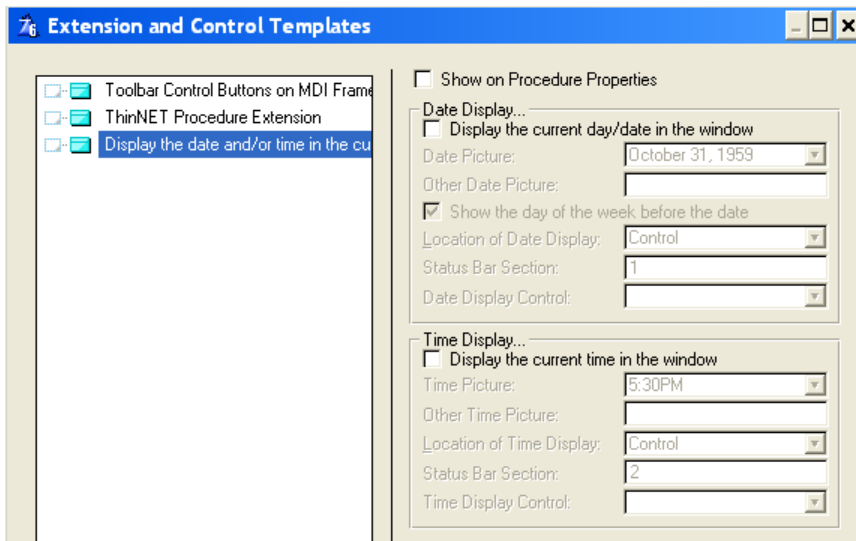 Extension and Control Templates
Toolbar Control Buttons on MDI Frame
ThinNET Procedure Extension
Display the date and/or time in the cu
Show on Procedure Properties
Date Display...
Display the current day/date in the window
Date Picture: October 31, 1959
Other Date Picture:
Show the day of the week before the date
Location of Date Display: Control
Status Bar Section: 1
Date Display Control:
Time Display...
Display the current time in the window
Time Picture: 5:30PM
Other Time Picture:
Location of Time Display: Control
Status Bar Section: 2
Time Display Control: